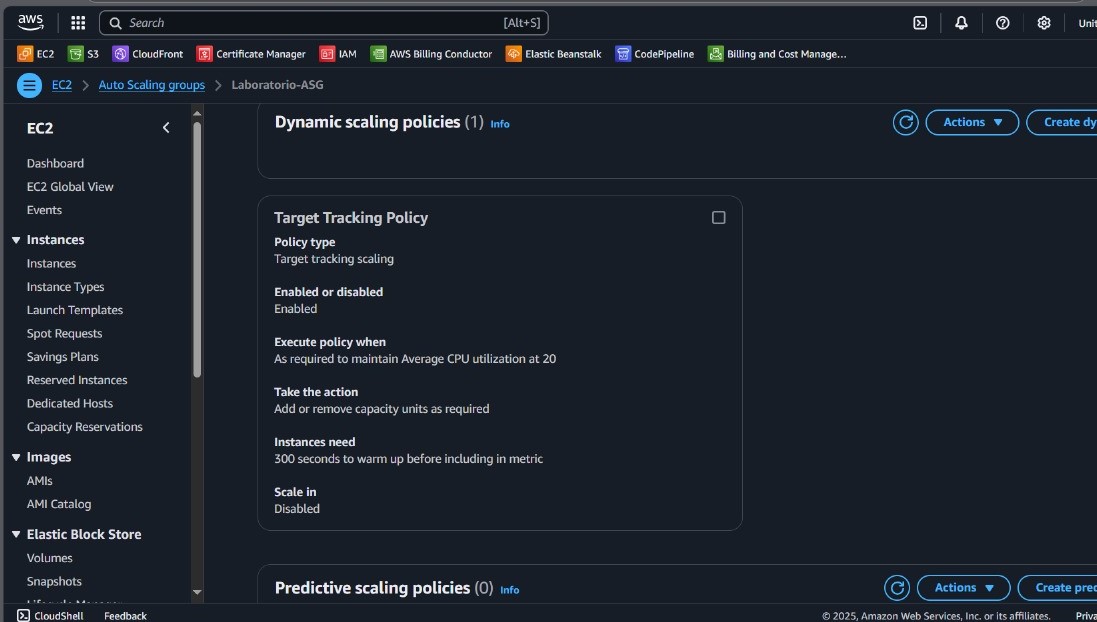 aws
Search [Alt+S]
EC2 S3 CloudFront Certificate Manager IAM AWS Billing Conductor Elastic Beanstalk CodePipeline Billing and Cost Manage...
EC2 Auto Scaling groups Laboratorio-ASG
EC2
Dashboard
EC2 Global View
Events
Instances
Instances
Instance Types
Launch Templates
Spot Requests
Savings Plans
Reserved Instances
Dedicated Hosts
Capacity Reservations
Images
AMIs
AMI Catalog
Elastic Block Store
Volumes
Snapshots
Dynamic scaling policies (1) Info
Actions
Create dy
Target Tracking Policy
Policy type
Target tracking scaling
Enabled or disabled
Enabled
Execute policy when
As required to maintain Average CPU utilization at 20
Take the action
Add or remove capacity units as required
Instances need
300 seconds to warm up before including in metric
Scale in
Disabled
Predictive scaling policies (0) Info
Actions
Create prec
CloudShell Feedback
© 2025, Amazon Web Services, Inc. or its affiliates.